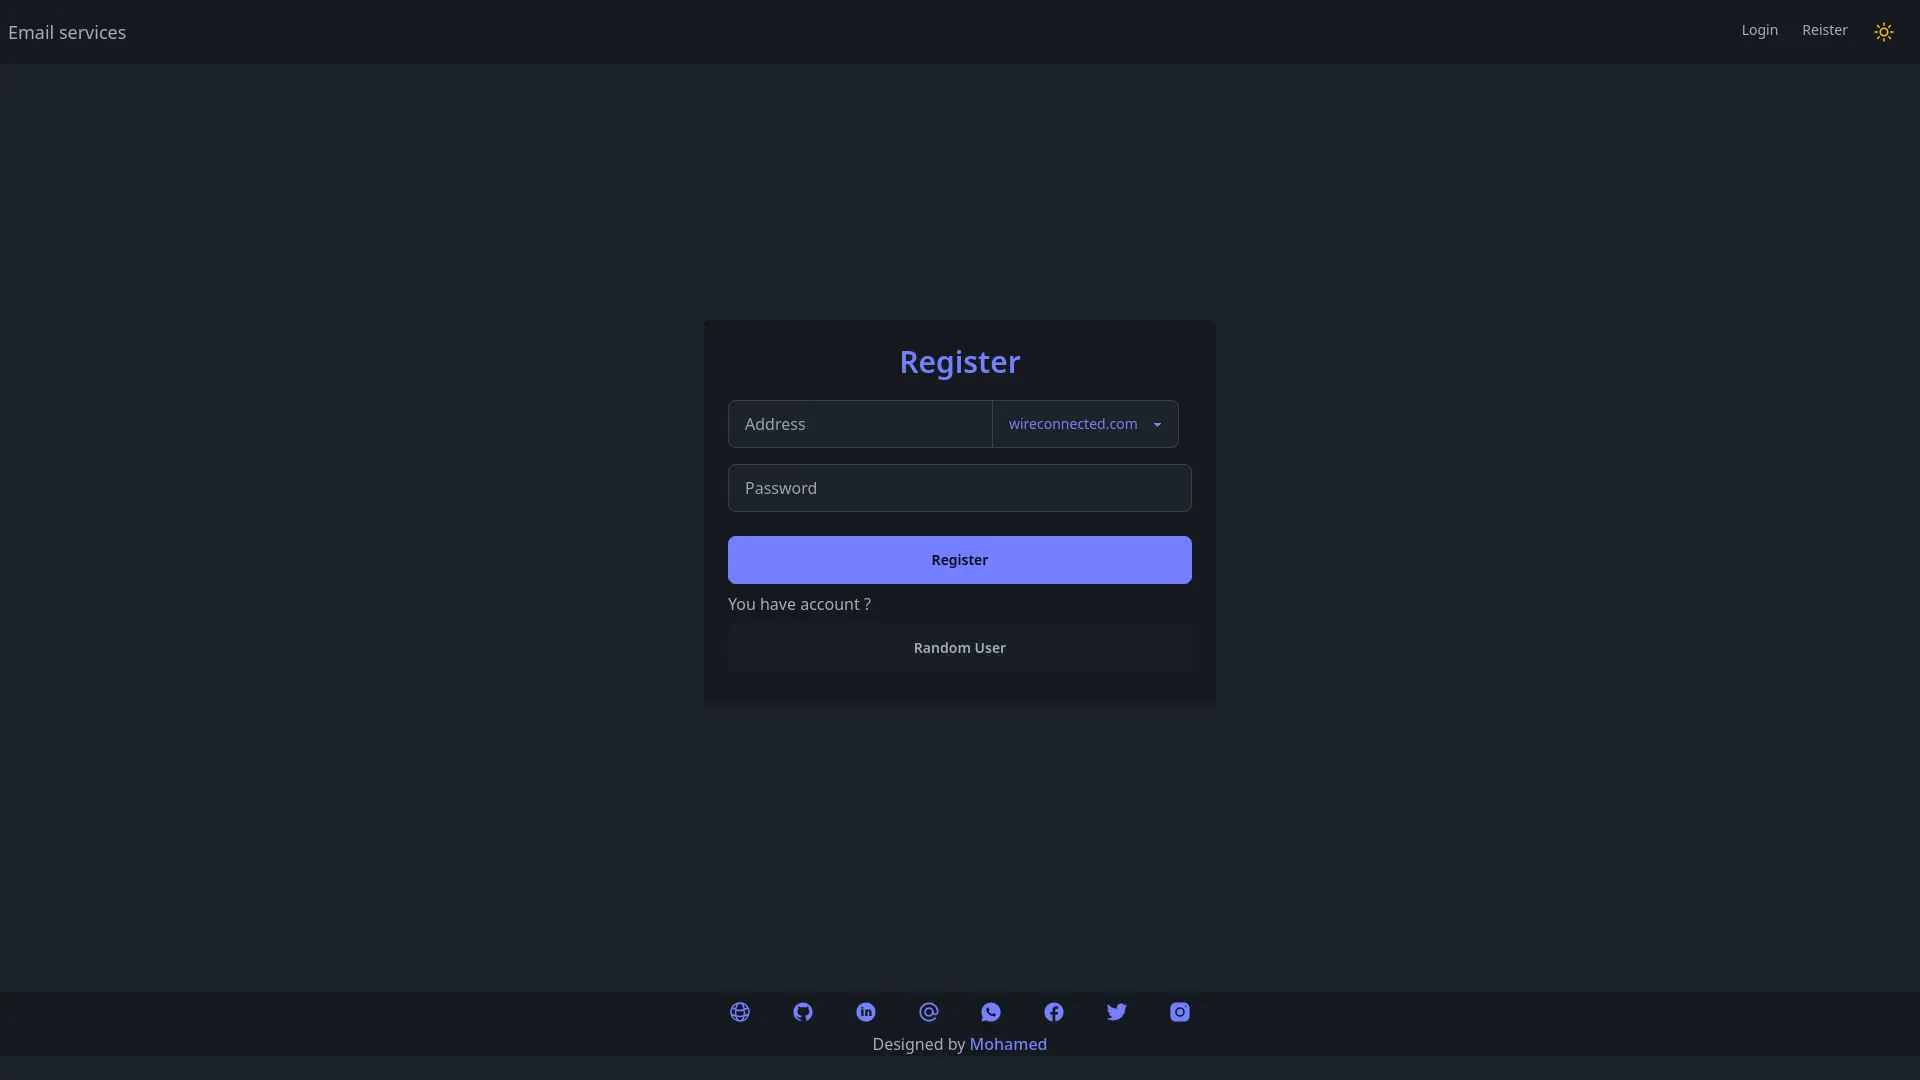 Email services
Login
Reister
Register
Address
wireconnected.com
Password
Register
You have account ?
Random User
Designed by Mohamed